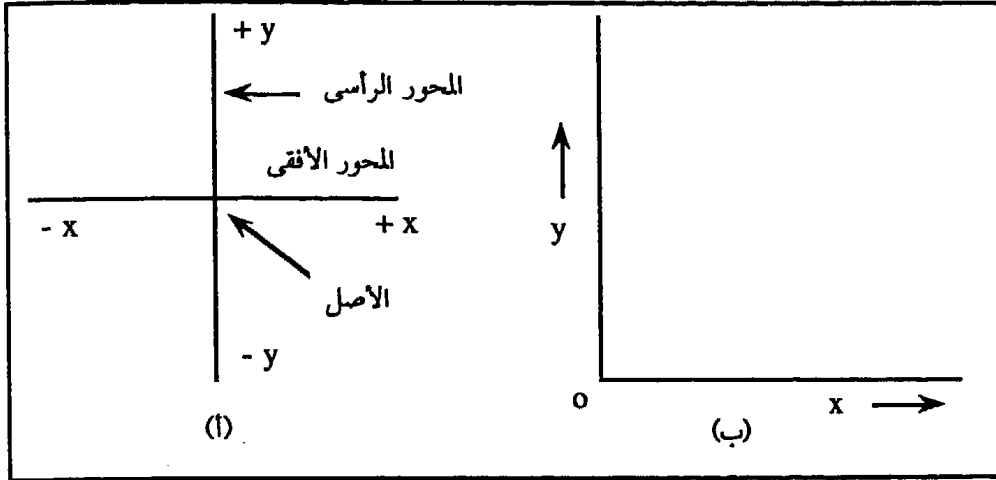 + y
المحور الرأسى
المحور الأفقى
- x
+ x
الأصل
- y
(أ)
y
o
x
(ب)